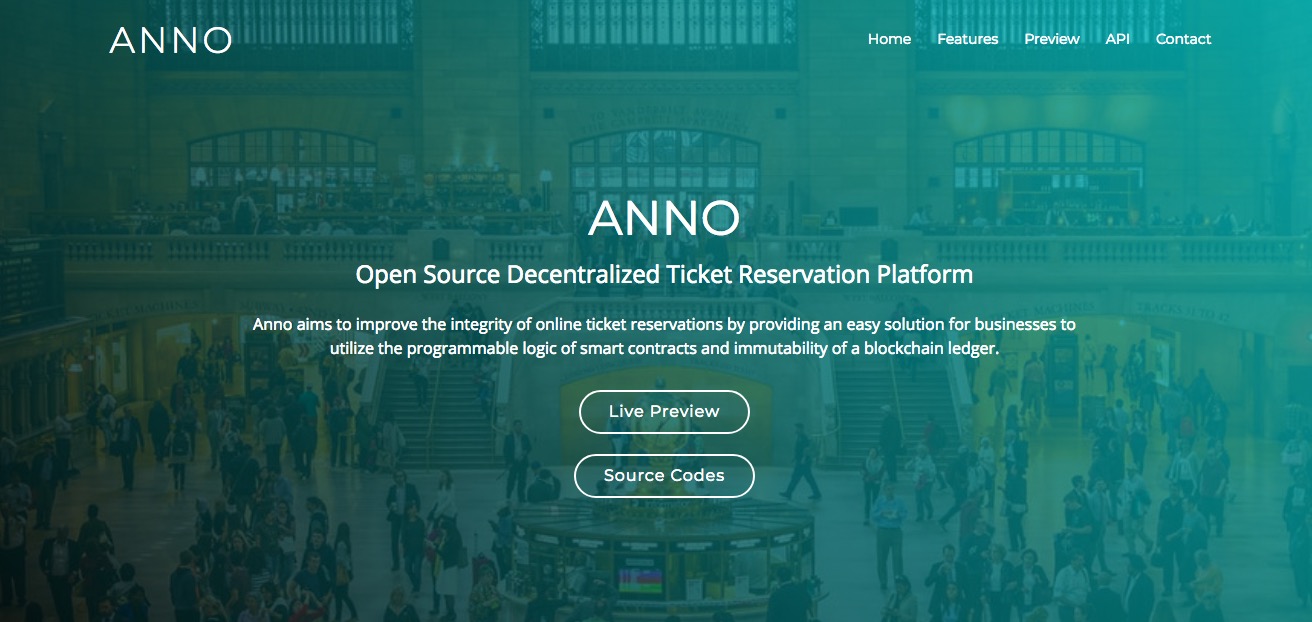 ANNO
Home Features Preview API Contact
ANNO
Open Source Decentralized Ticket Reservation Platform
Anno aims to improve the integrity of online ticket reservations by providing an easy solution for businesses to
utilize the programmable logic of smart contracts and immutability of a blockchain ledger.
Live Preview
Source Codes